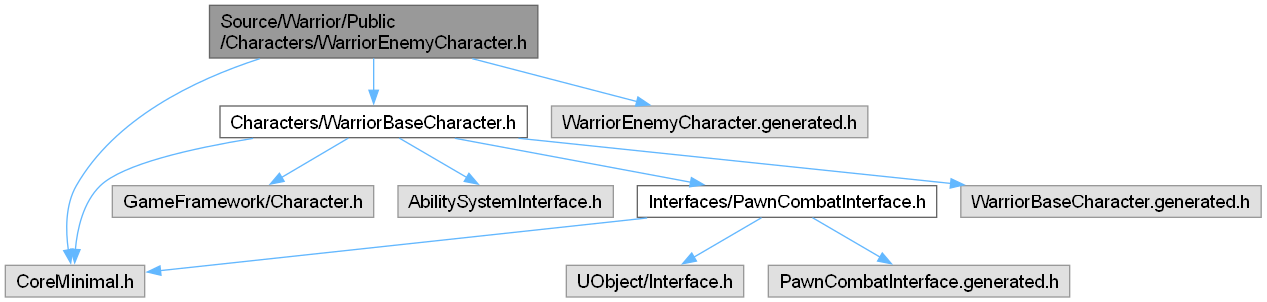 Source/Warrior/Public
/Characters/WarriorEnemyCharacter.h
Characters/WarriorBaseCharacter.h
WarriorEnemyCharacter.generated.h
GameFramework/Character.h
AbilitySystemInterface.h
Interfaces/PawnCombatInterface.h
WarriorBaseCharacter.generated.h
CoreMinimal.h
UObject/Interface.h
PawnCombatInterface.generated.h